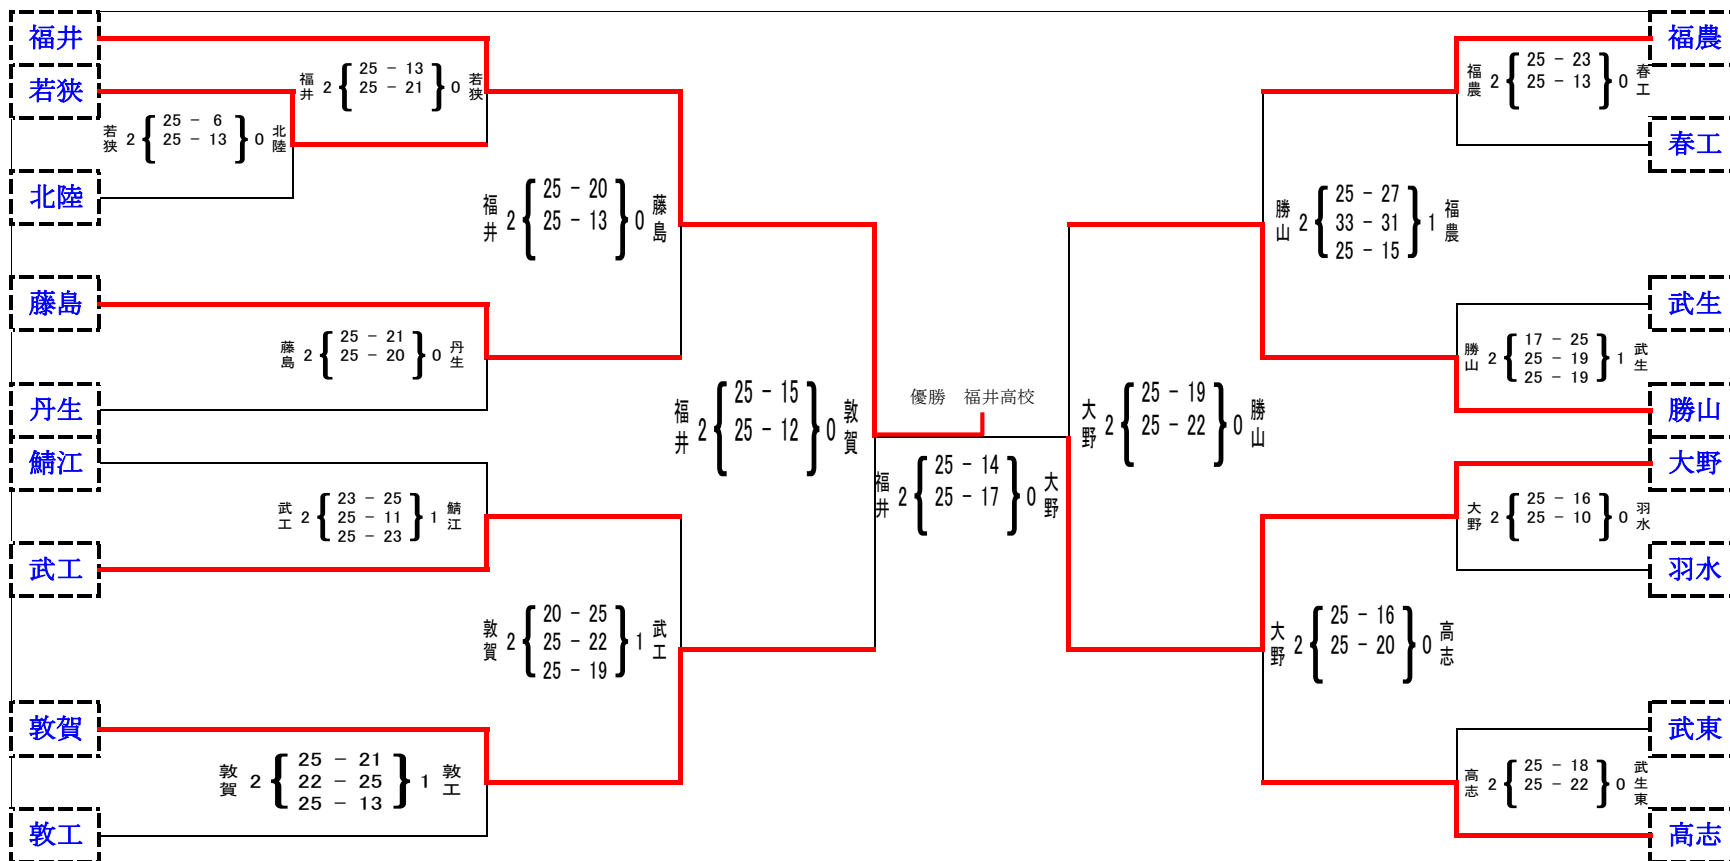 福井
若狭
北陸
藤島
丹生
鯖江
武工
敦賀
敦工
若狭 2 { 25 - 6 } 0 北陸
25 - 13
福井 2 { 25 - 13 } 0 若狭
25 - 21
藤島 2 { 25 - 21 } 0 丹生
25 - 20
武工 2 { 23 - 25 } 1 鯖江
25 - 11
25 - 23
敦賀 2 { 25 - 21 } 1 敦工
22 - 25
25 - 13
福井 2 { 25 - 20 } 0 藤島
25 - 13
敦賀 2 { 20 - 25 } 1 武工
25 - 22
25 - 19
福井 2 { 25 - 15 } 0 敦賀
25 - 12
優勝 福井高校
福井 2 { 25 - 14 } 0 大野
25 - 17
大野 2 { 25 - 19 } 0 勝山
25 - 22
勝山 2 { 25 - 27 } 1 福農
33 - 31
25 - 15
大野 2 { 25 - 16 } 0 高志
25 - 20
福農 2 { 25 - 23 } 0 春工
25 - 13
勝山 2 { 17 - 25 } 1 武生
25 - 19
25 - 19
大野 2 { 25 - 16 } 0 羽水
25 - 10
高志 2 { 25 - 18 } 0 武生東
25 - 22
福農
春工
武生
勝山
大野
羽水
武東
高志